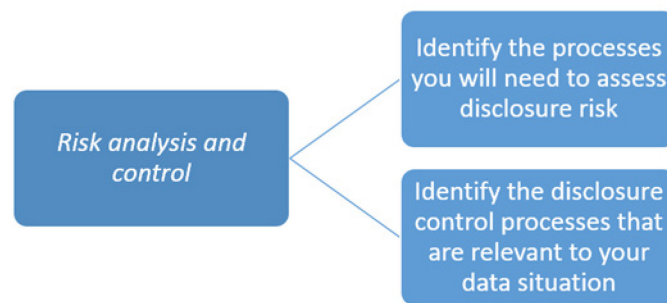 Risk analysis and
control
Identify the processes
you will need to assess
disclosure risk
Identify the disclosure
control processes that
are relevant to your
data situation